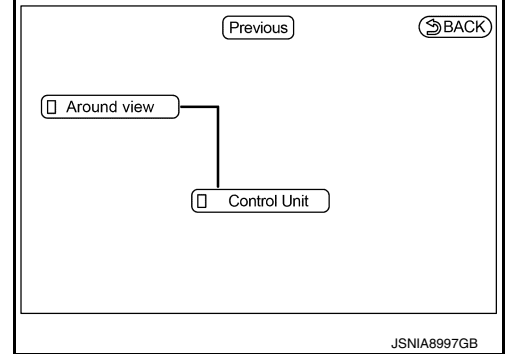 Previous
BACK
Around view
Control Unit
JSNIA8997GB